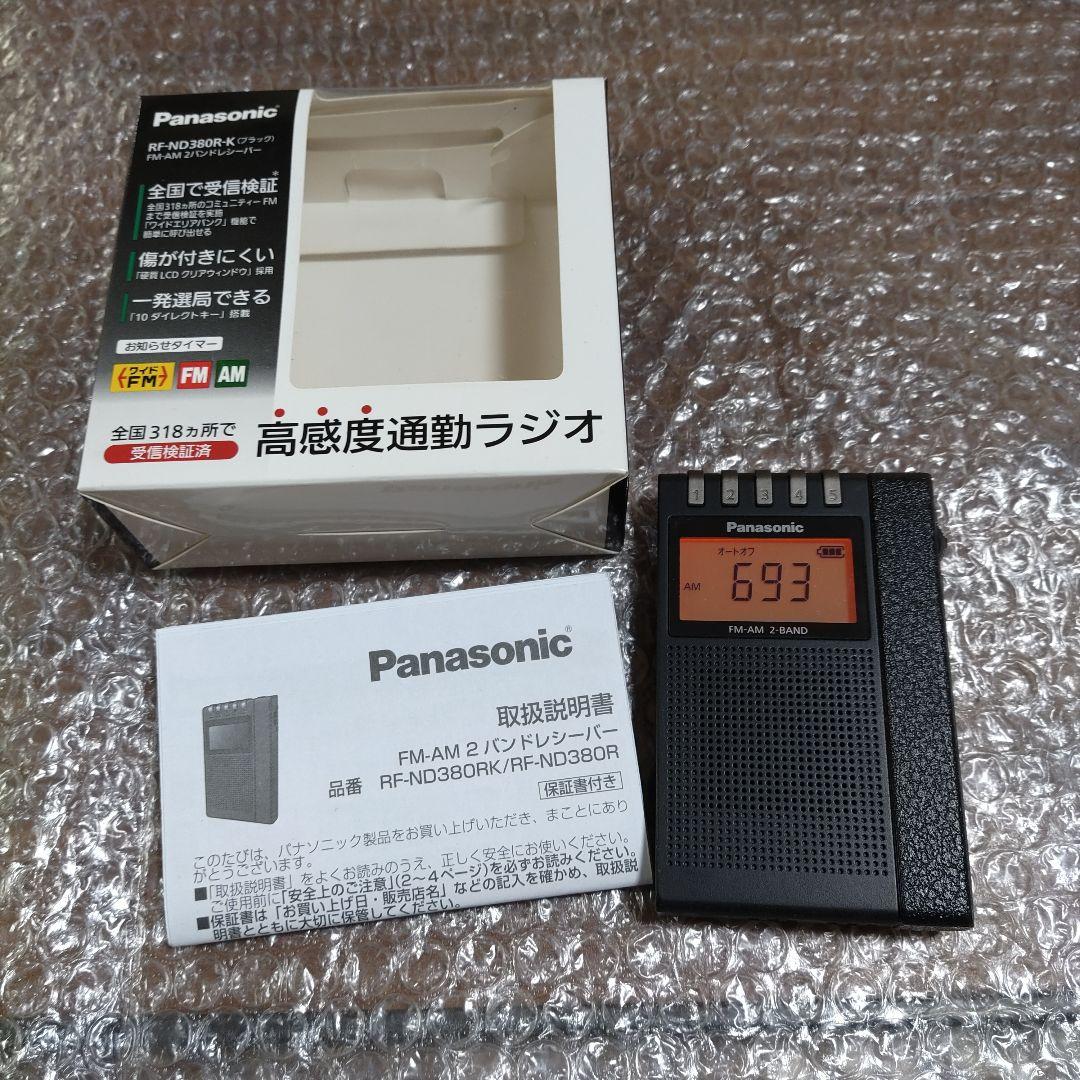 Panasonic
RF-ND380R-K(ブラック)
FM-AM 2バンドレシーバー
全国で受信検証*
全国318ヵ所のコミュニティーFM
まで受信検証を実施
「ワイドエリアバンク」機能で
簡単に呼び出せる
傷が付きにくい
「硬質LCDクリアウィンドウ」採用
一発選局できる
「10ダイレクトキー」搭載
お知らせタイマー
ワイド
FM
FM
AM
全国318ヵ所で
受信検証済
高感度通勤ラジオ
Panasonic
1 2 3 4 5
Panasonic
オートオフ
AM 693
FM-AM 2-BAND
Panasonic®
取扱説明書
FM-AM 2バンドレシーバー
品番 RF-ND380RK/RF-ND380R
保証書付き
このたびは、パナソニック製品をお買い上げいただき、まことにあり
がとうございます。
■「取扱説明書」をよくお読みのうえ、正しく安全にお使いください。
ご使用前に「安全上のご注意」(2～4ページ)を必ずお読みください。
■保証書は「お買い上げ日・販売店名」などの記入を確かめ、取扱説
明書とともに大切に保管してください。